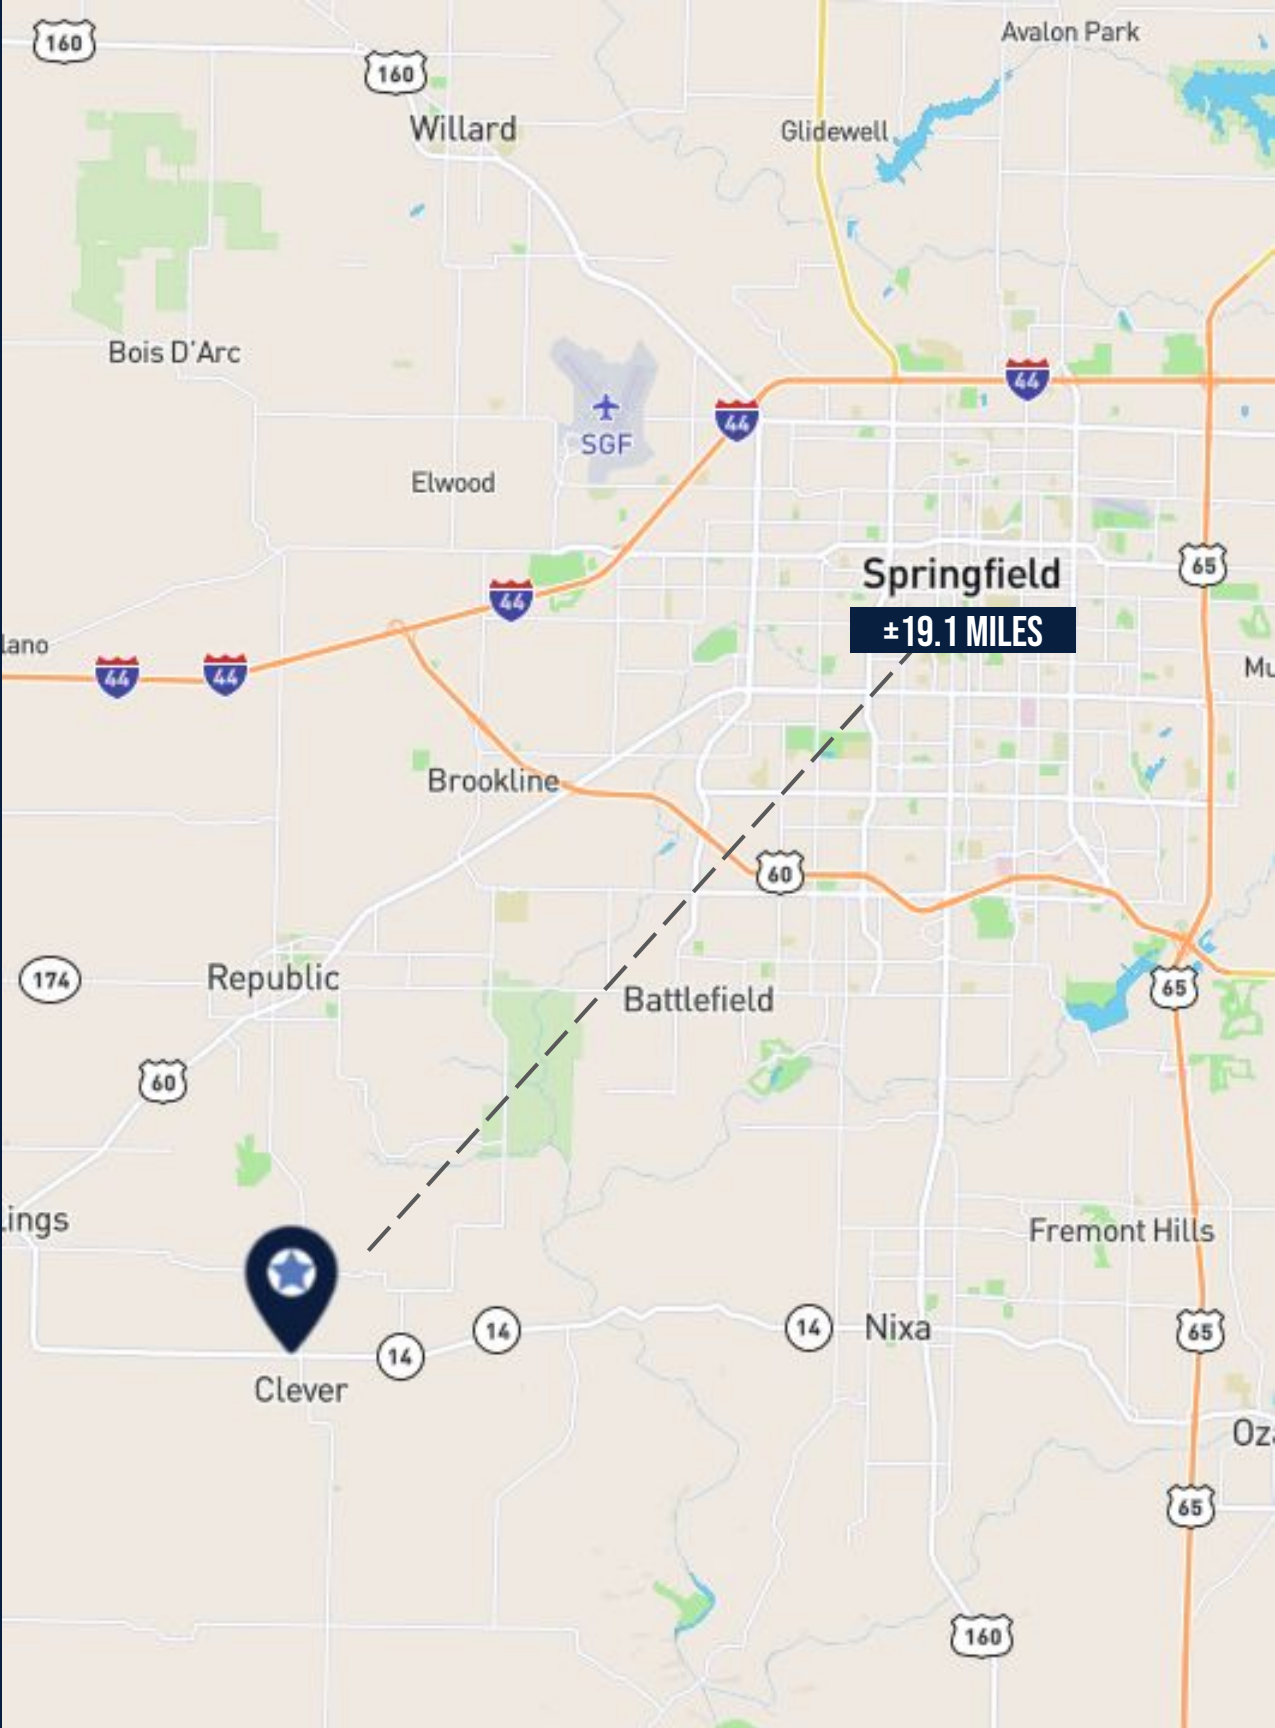 160
Avalon Park
160
Willard
Glidewell
Bois D'Arc
44
44
SGF
Elwood
Springfield
65
44
±19.1 MILES
lano
44
44
Mu
Brookline
60
174
Republic
65
Battlefield
60
ings
Fremont Hills
14
14
Nixa
65
14
Clever
Oza
65
160